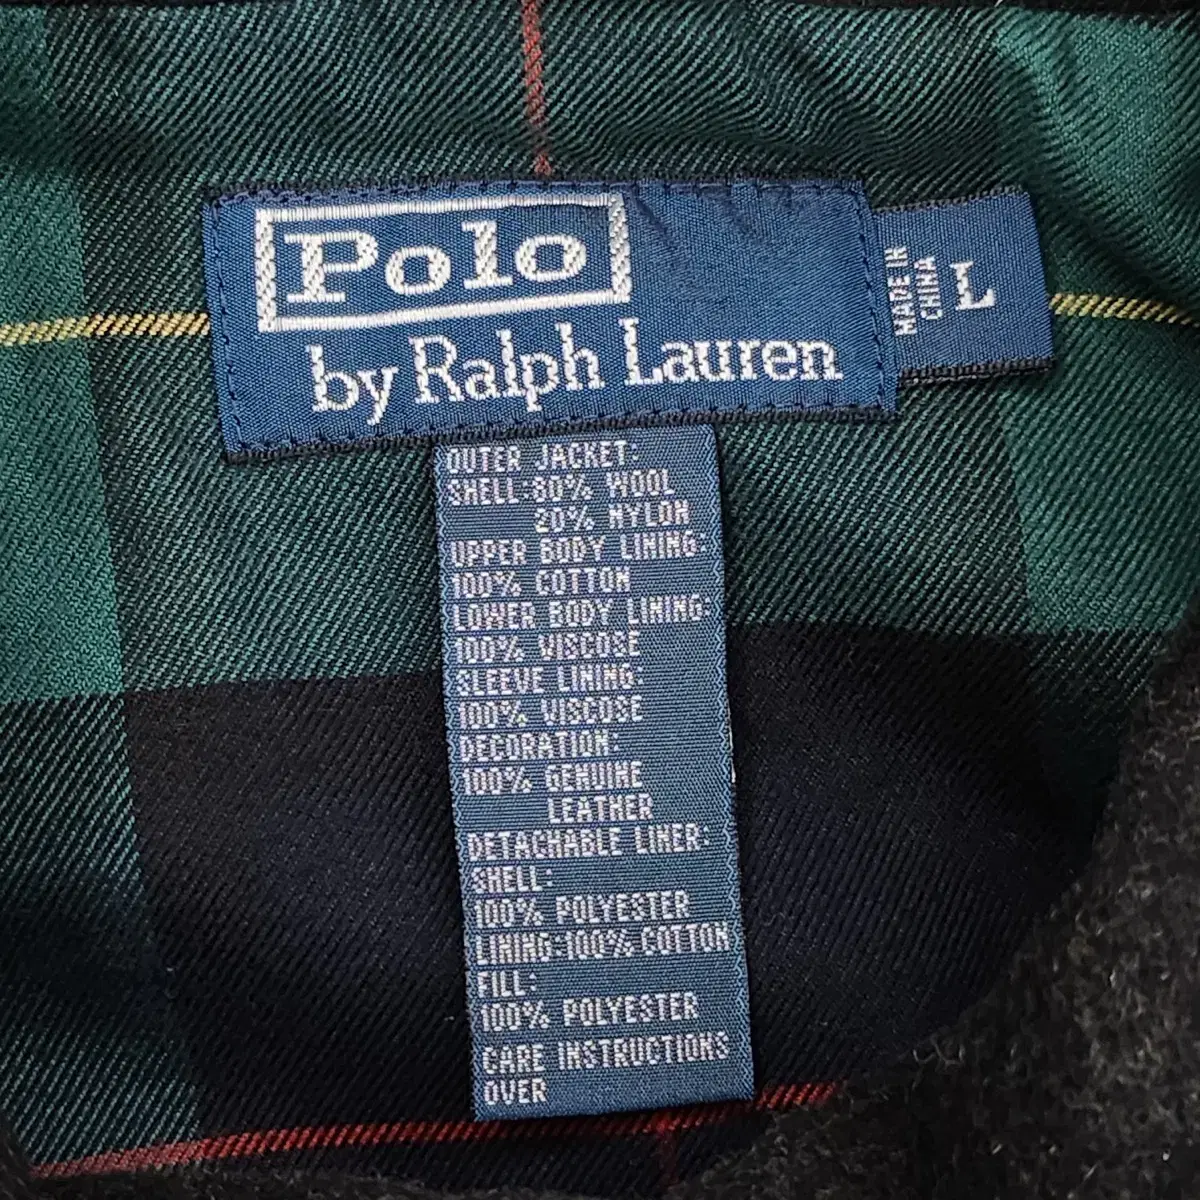 Polo
by Ralph Lauren
MADE IN
CHINA
L
OUTER JACKET:
SHELL:80% WOOL
20% NYLON
UPPER BODY LINING:
100% COTTON
LOWER BODY LINING:
100% VISCOSE
SLEEVE LINING:
100% VISCOSE
DECORATION:
100% GENUINE
LEATHER
DETACHABLE LINER:
SHELL:
100% POLYESTER
LINING:100% COTTON
FILL:
100% POLYESTER
CARE INSTRUCTIONS
OVER